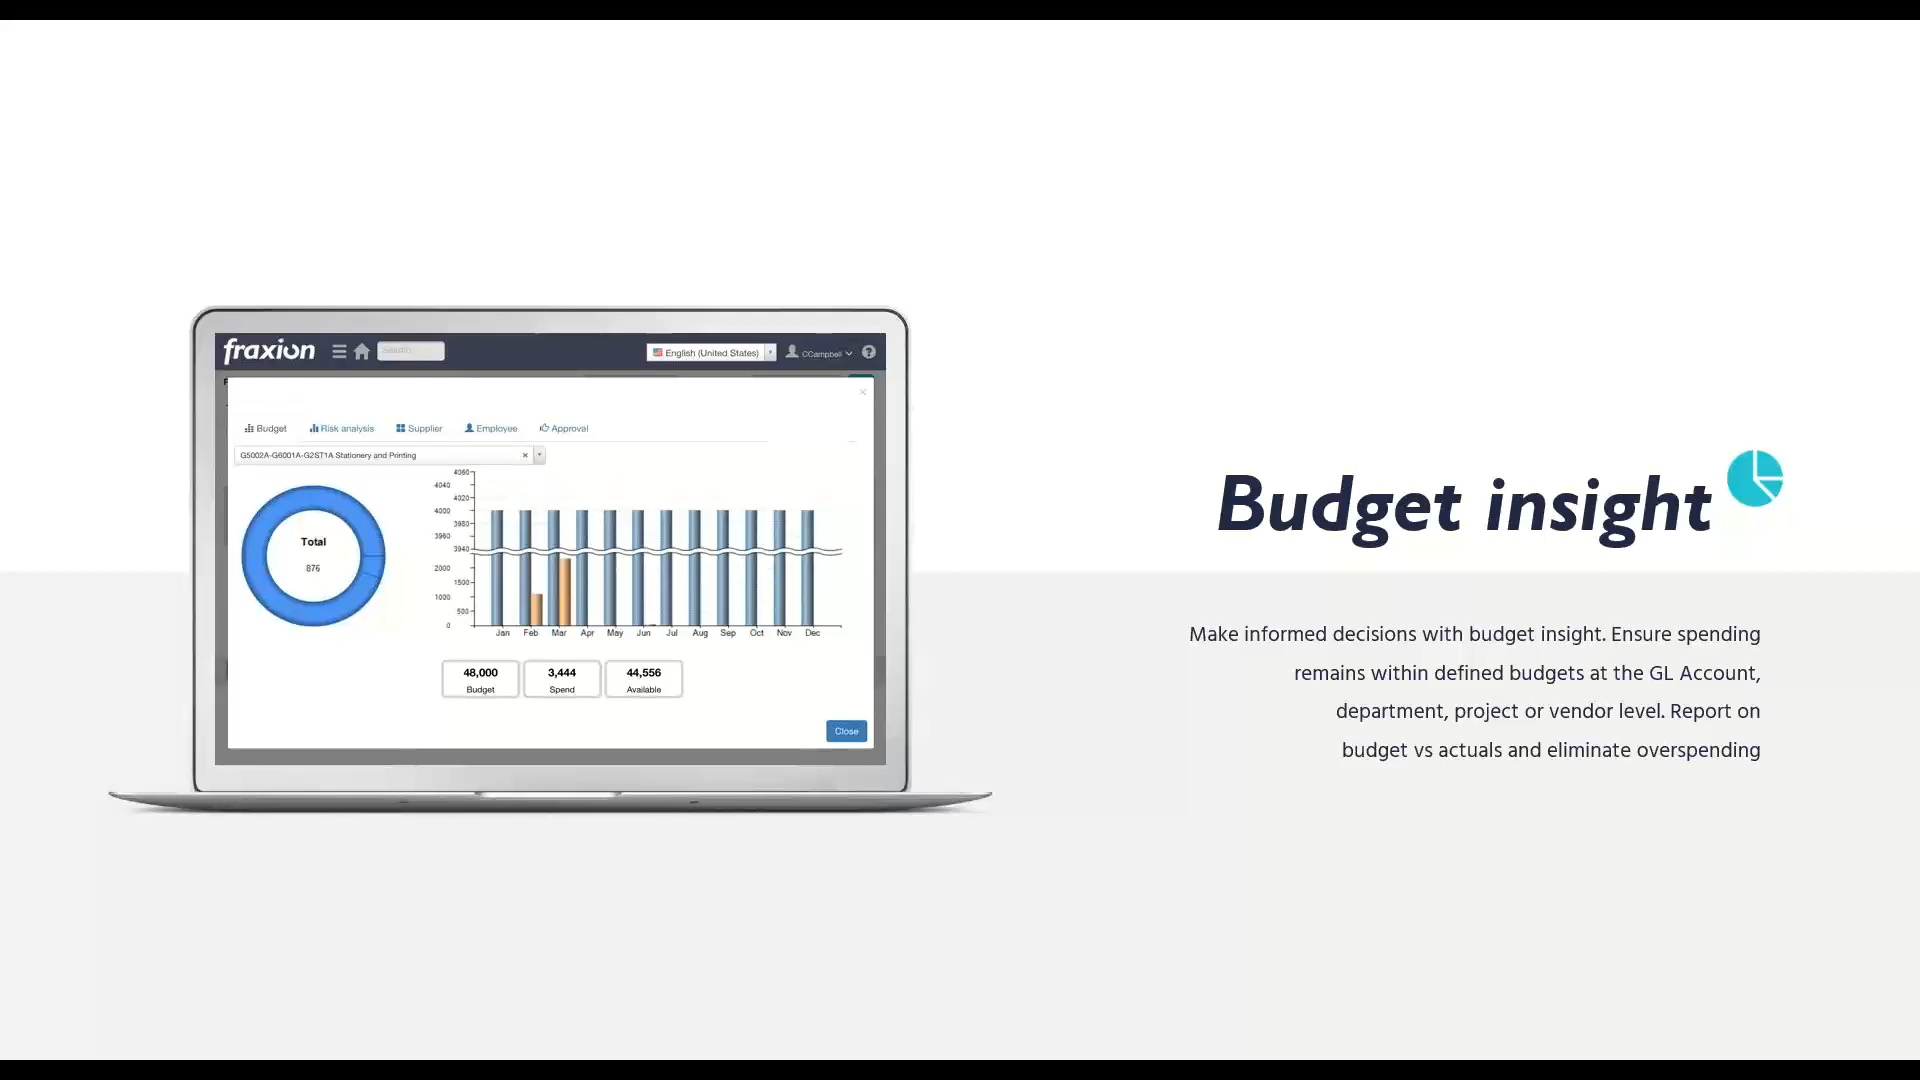 fraxion
Search...
English (United States)
CCampbell
Budget
Risk analysis
Supplier
Employee
Approval
G5002A-G6001A-G2ST1A Stationery and Printing
Total
876
4060
4040
4020
4000
3980
3960
3940
2000
1500
1000
500
0
Jan Feb Mar Apr May Jun Jul Aug Sep Oct Nov Dec
48,000
Budget
3,444
Spend
44,556
Available
Close
Budget insight
Make informed decisions with budget insight. Ensure spending
remains within defined budgets at the GL Account,
department, project or vendor level. Report on
budget vs actuals and eliminate overspending